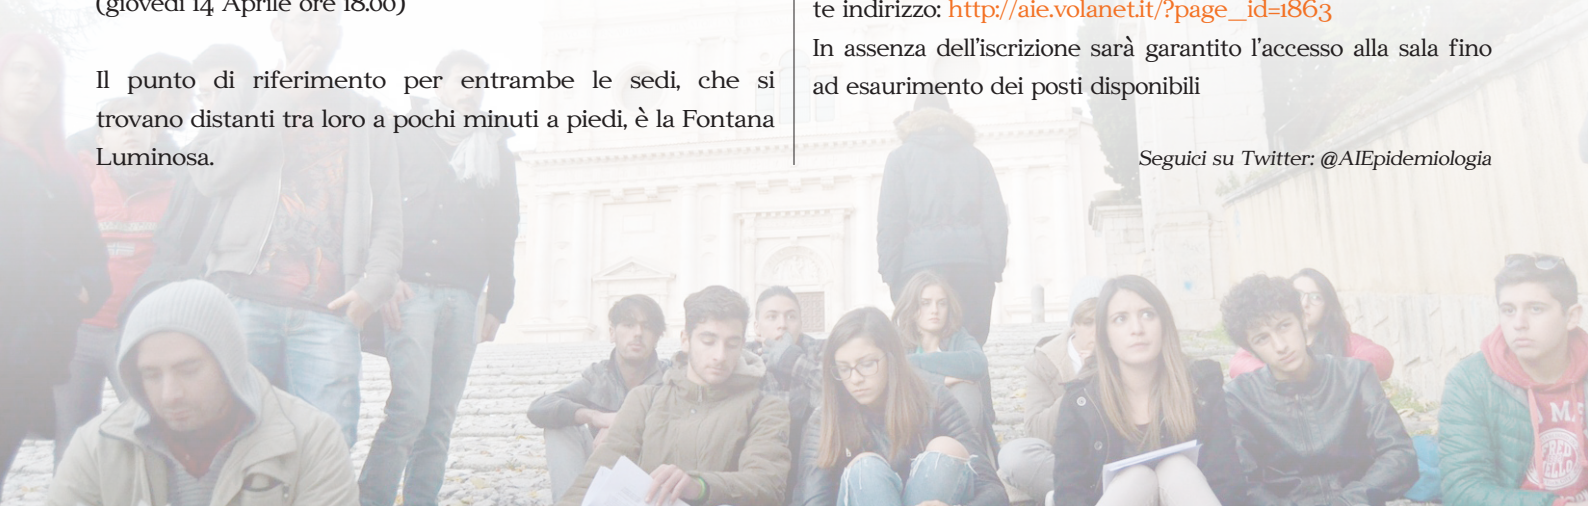 (giovedì 14 Aprile ore 18.00)
Il punto di riferimento per entrambe le sedi, che si
trovano distanti tra loro a pochi minuti a piedi, è la Fontana
Luminosa.
te indirizzo: http://aie.volanet.it/?page_id=1863
In assenza dell'iscrizione sarà garantito l'accesso alla sala fino
ad esaurimento dei posti disponibili
Seguici su Twitter: @AIEpidemiologia